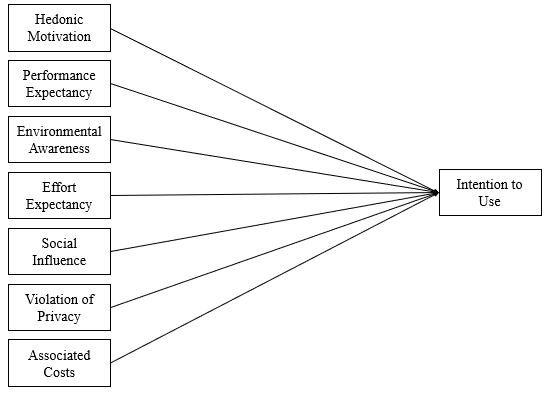 Hedonic
Motivation
Performance
Expectancy
Environmental
Awareness
Effort
Expectancy
Social
Influence
Violation of
Privacy
Associated
Costs
Intention to
Use